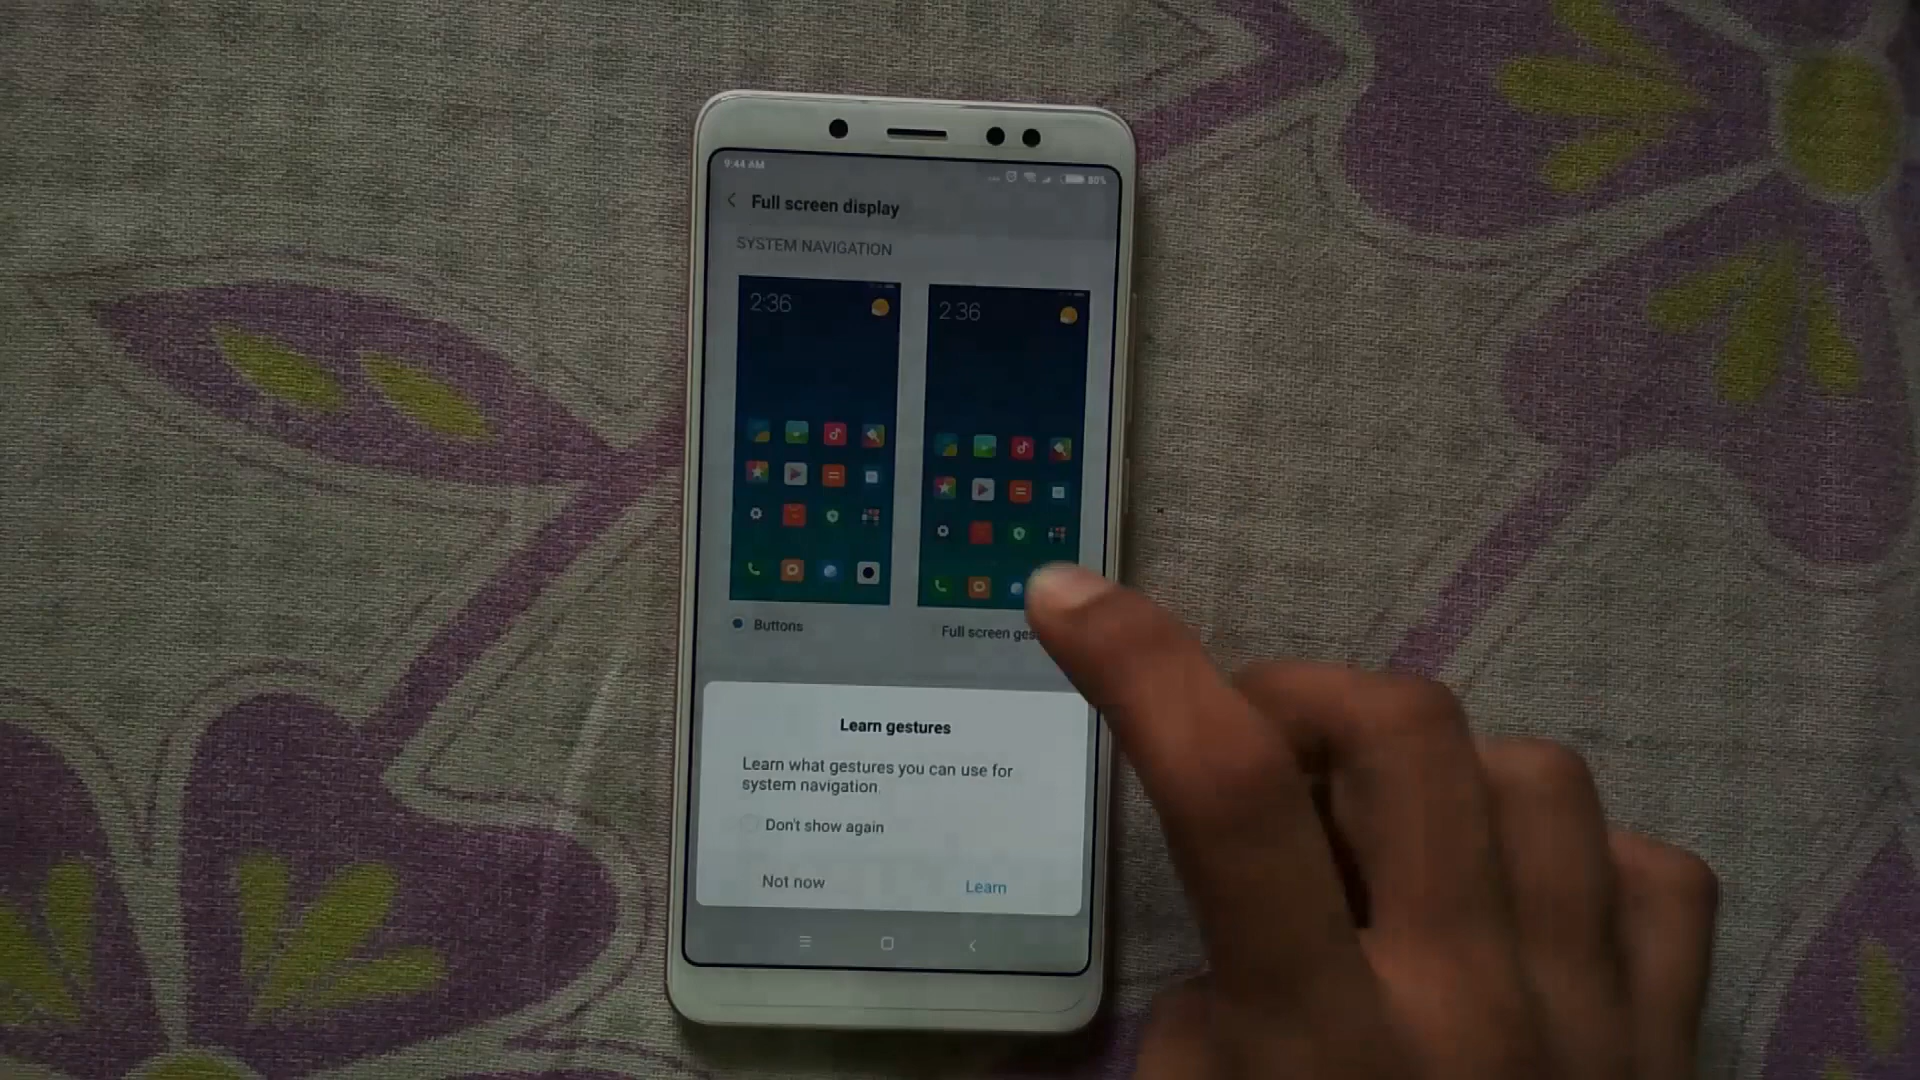 9:44 AM
80%
Full screen display
SYSTEM NAVIGATION
2:36
2 36
Buttons
Full screen ges
Learn gestures
Learn what gestures you can use for
system navigation.
Don't show again
Not now
Learn